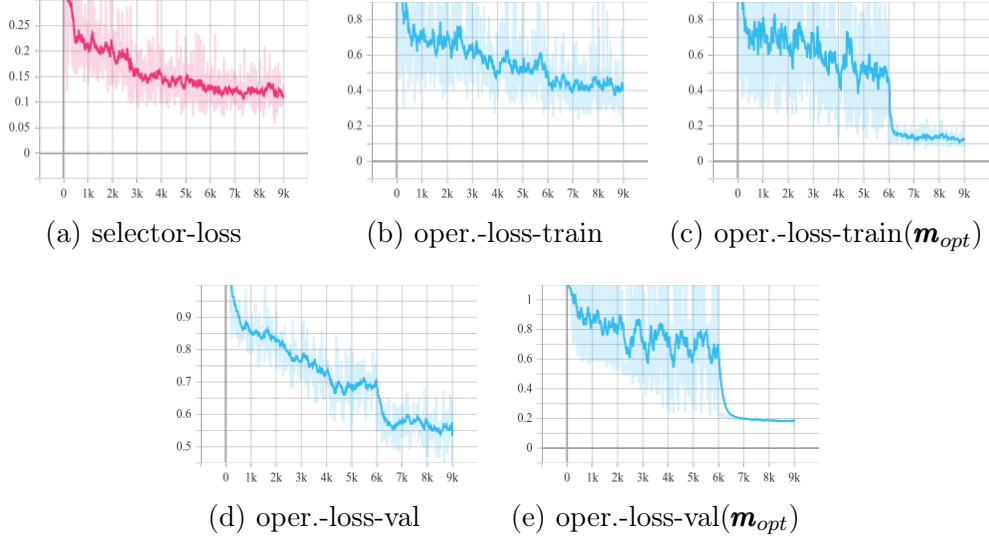 0.25
0.2
0.15
0.1
0.05
0
0 1k 2k 3k 4k 5k 6k 7k 8k 9k
(a) selector-loss
0.8
0.6
0.4
0.2
0
0 1k 2k 3k 4k 5k 6k 7k 8k 9k
(b) oper.-loss-train
0.8
0.6
0.4
0.2
0
0 1k 2k 3k 4k 5k 6k 7k 8k 9k
(c) oper.-loss-train(m_opt)
0.9
0.8
0.7
0.6
0.5
0 1k 2k 3k 4k 5k 6k 7k 8k 9k
(d) oper.-loss-val
1
0.8
0.6
0.4
0.2
0
0 1k 2k 3k 4k 5k 6k 7k 8k 9k
(e) oper.-loss-val(m_opt)